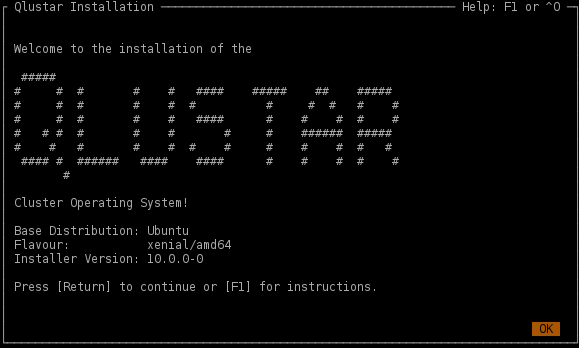 Qlustar Installation Help: F1 or ^O
Welcome to the installation of the
QLUSTAR
Cluster Operating System!
Base Distribution: Ubuntu
Flavour: xenial/amd64
Installer Version: 10.0.0-0
Press [Return] to continue or [F1] for instructions.
OK